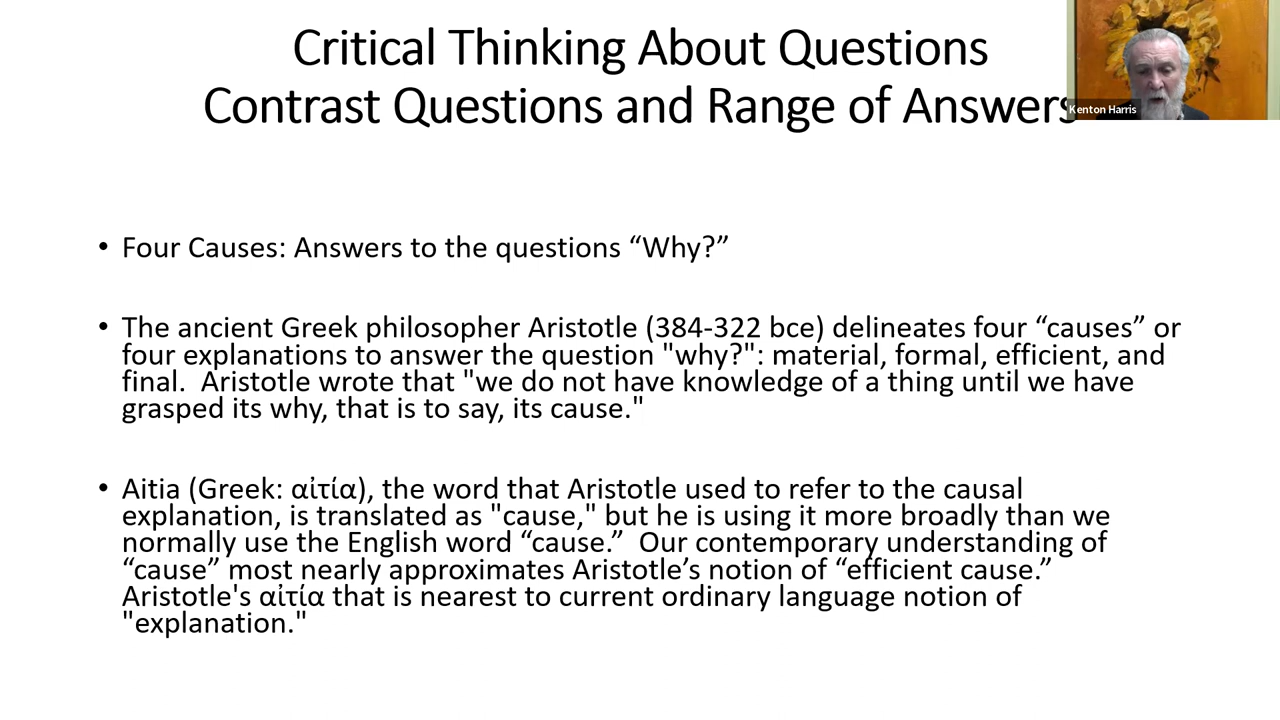 Critical Thinking About Questions
Contrast Questions and Range of Answers
Kenton Harris
• Four Causes: Answers to the questions “Why?”
• The ancient Greek philosopher Aristotle (384-322 bce) delineates four “causes” or
four explanations to answer the question "why?": material, formal, efficient, and
final.  Aristotle wrote that "we do not have knowledge of a thing until we have
grasped its why, that is to say, its cause."
• Aitia (Greek: αἰτία), the word that Aristotle used to refer to the causal
explanation, is translated as "cause," but he is using it more broadly than we
normally use the English word “cause.”  Our contemporary understanding of
“cause” most nearly approximates Aristotle’s notion of “efficient cause.”
Aristotle's αἰτία that is nearest to current ordinary language notion of
"explanation."